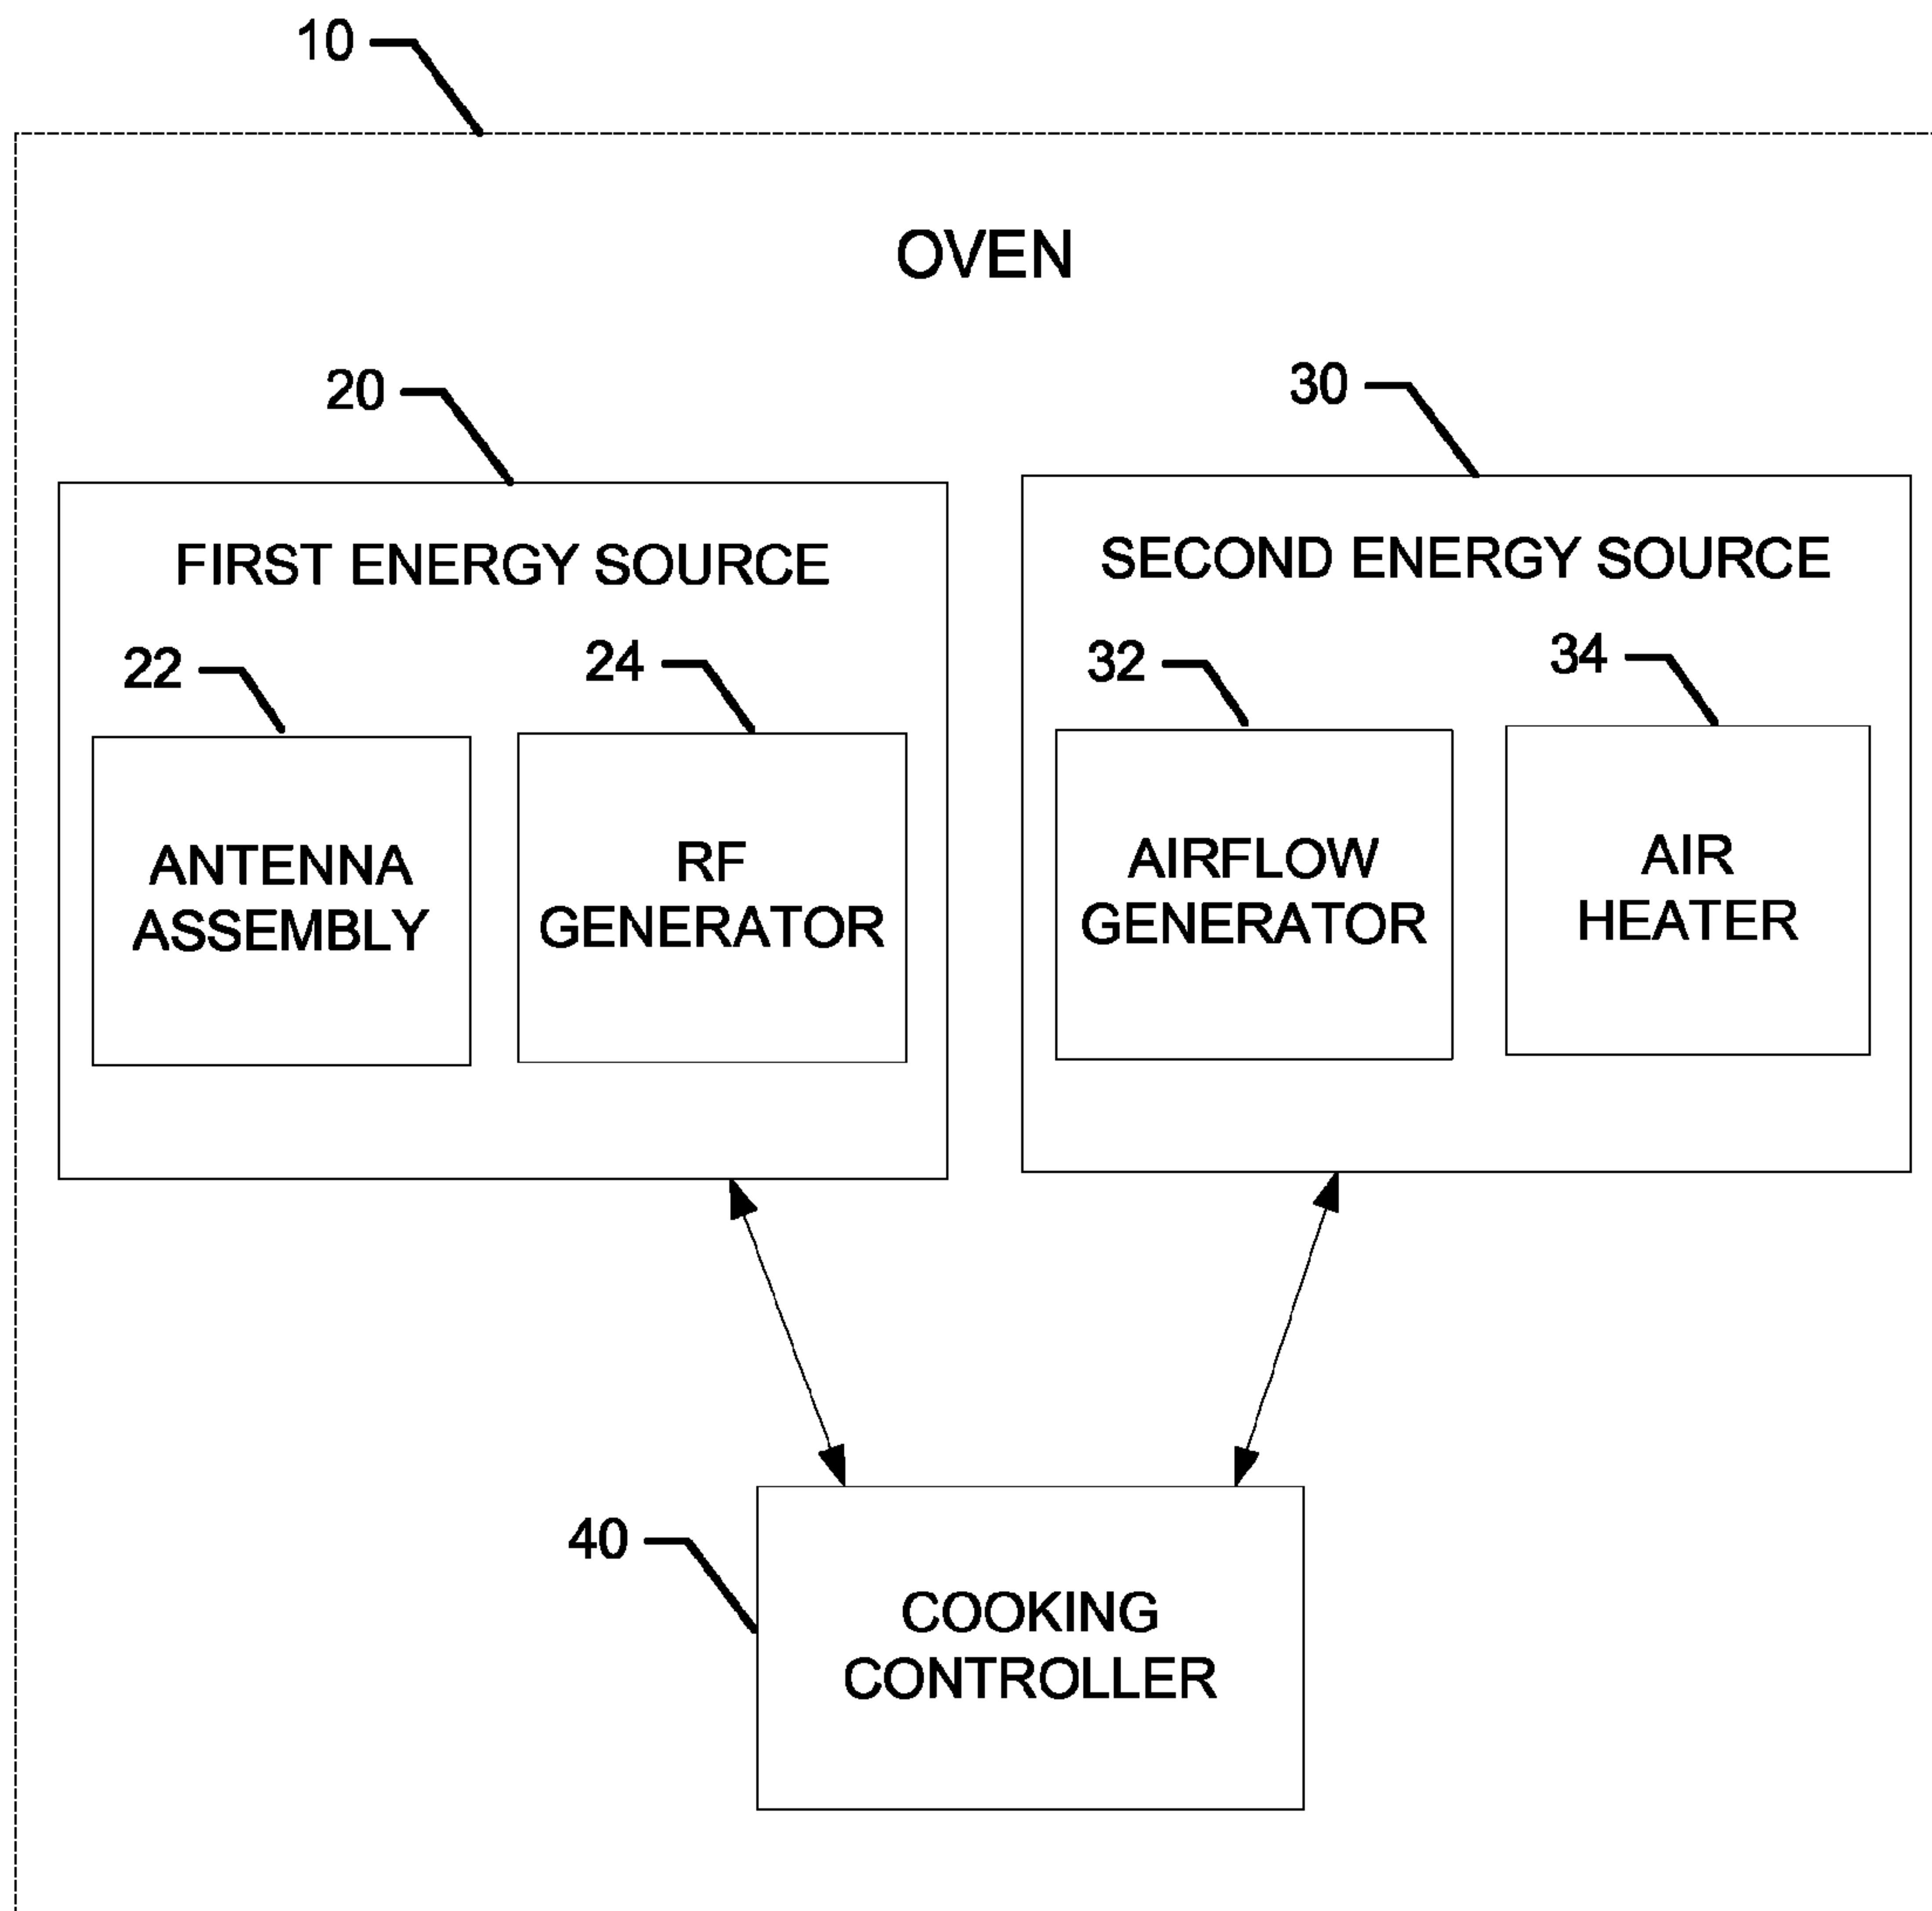 10
OVEN
20
30
FIRST ENERGY SOURCE
SECOND ENERGY SOURCE
22
24
32
34
ANTENNA
ASSEMBLY
RF
GENERATOR
AIRFLOW
GENERATOR
AIR
HEATER
40
COOKING
CONTROLLER